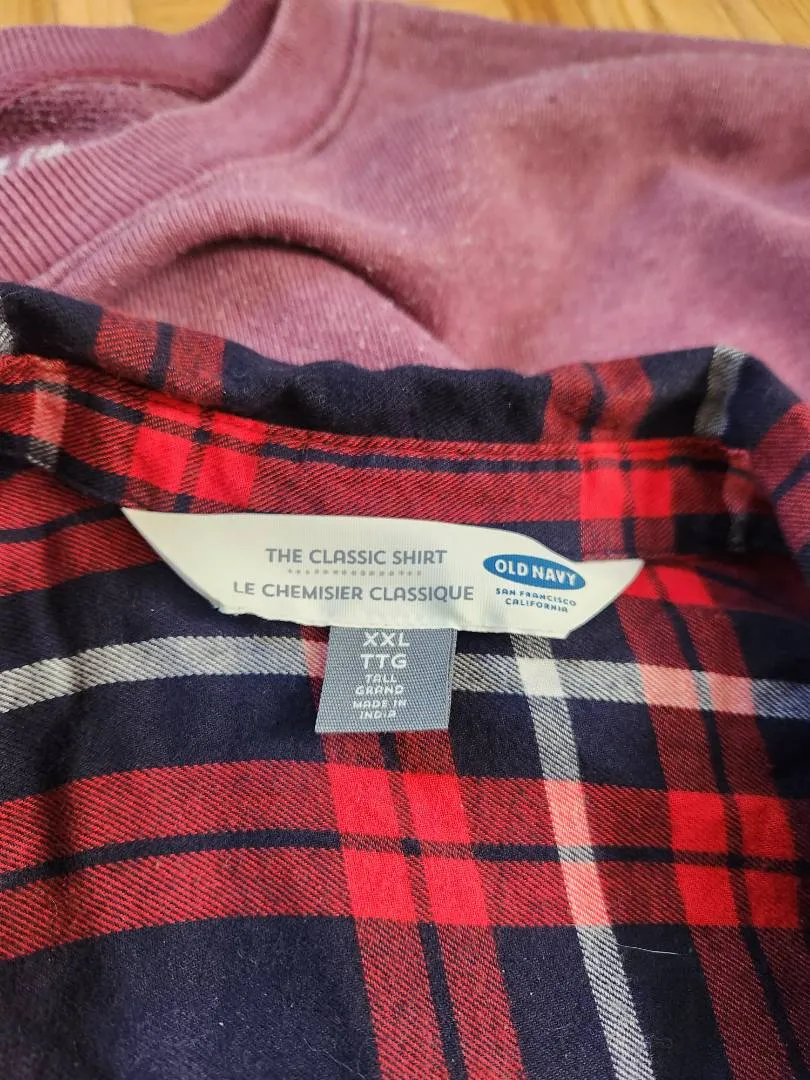 THE CLASSIC SHIRT
LE CHEMISIER CLASSIQUE
OLD NAVY
SAN FRANCISCO
CALIFORNIA
XXL
TTG
TALL
GRAND
MADE IN
INDIA